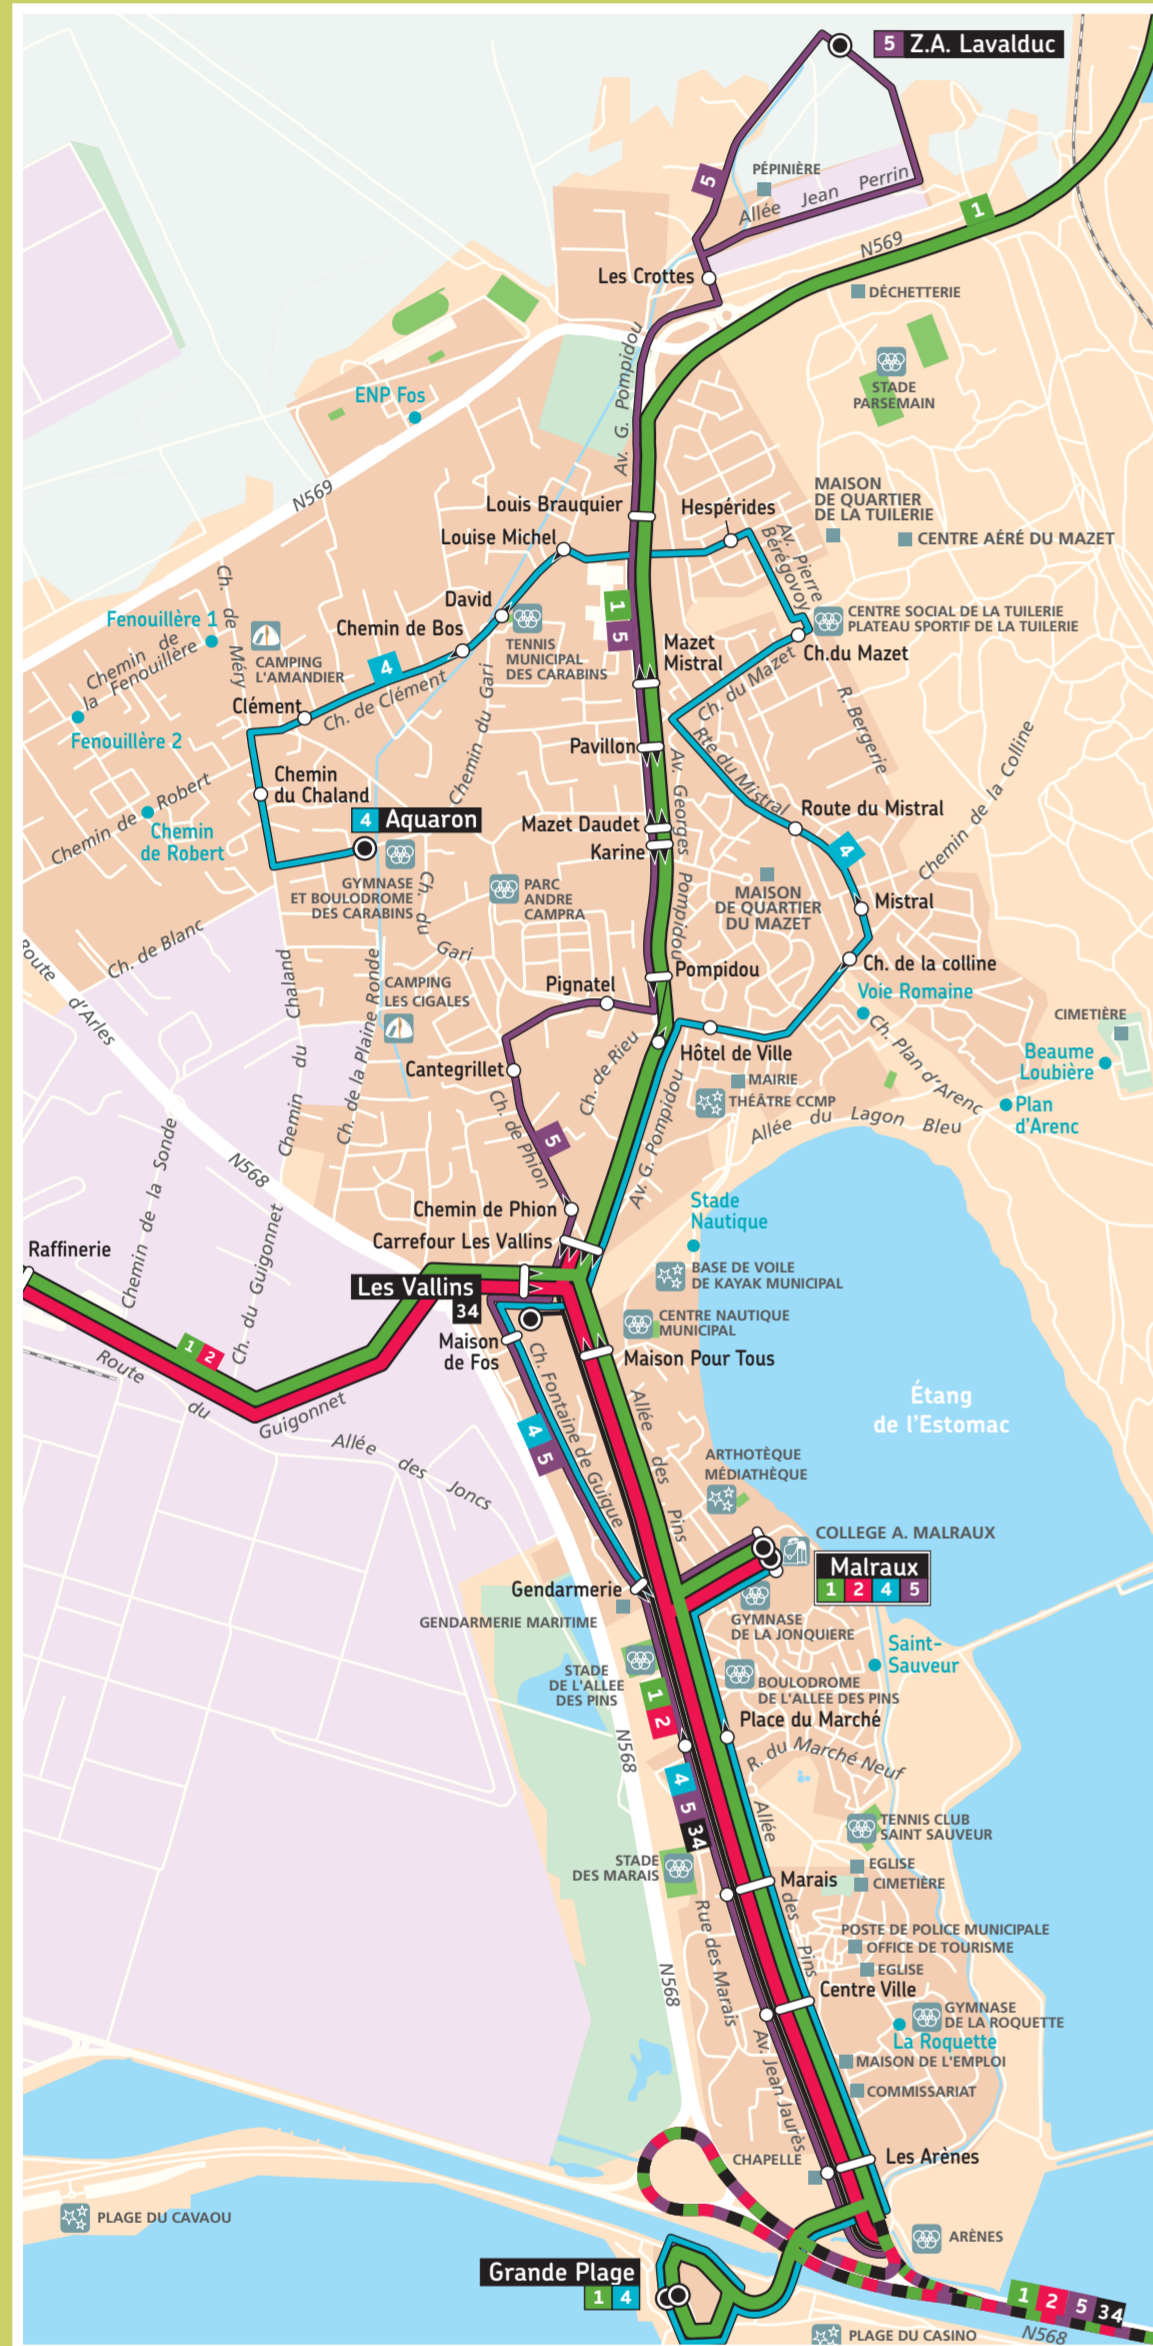 5 Z.A. Lavalduc
PÉPINIÈRE
5
Allée Jean Perrin
1
N569
Les Crottes
DÉCHETTERIE
Av. G. Pompidou
STADE
PARSEMAIN
ENP Fos
N569
Louis Brauquier
Hespérides
MAISON
DE QUARTIER
DE LA TUILERIE
CENTRE AÉRÉ DU MAZET
Louise Michel
Av. Pierre
Bérégovoy
Ch. de Méry
David
1
5
CENTRE SOCIAL DE LA TUILERIE
PLATEAU SPORTIF DE LA TUILERIE
Fenouillère 1
Chemin de
la Fenouillère
Chemin de Bos
TENNIS
MUNICIPAL
DES CARABINS
Mazet
Mistral
Ch.du Mazet
CAMPING
L'AMANDIER
4
Ch. de Clément
Ch. du Mazet
R. Bergerie
Clément
Fenouillère 2
Chemin du Gari
Pavillon
Rte du Mistral
Av. Georges Pompidou
Chemin de la Colline
Chemin
du Chaland
Chemin de Robert
Chemin
de Robert
4 Aquaron
Mazet Daudet
Route du Mistral
Karine
4
GYMNASE
ET BOULODROME
DES CARABINS
Ch. du Gari
PARC
ANDRE
CAMPRA
MAISON
DE QUARTIER
DU MAZET
Mistral
Ch. de Blanc
Route d'Arles
Chemin du Chaland
Ch. de la Plaine Ronde
CAMPING
LES CIGALES
Pignatel
Pompidou
Ch. de la colline
Voie Romaine
Ch. Plan d'Arenc
CIMETIÈRE
Beaume
Loubière
Hôtel de Ville
Ch. de Rieu
Cantegrillet
MAIRIE
THÉÂTRE CCMP
Plan
d'Arenc
Allée du Lagon Bleu
Ch. de Phion
5
Av. G. Pompidou
Chemin de la Sonde
N568
Ch. du Guigonnet
Chemin de Phion
Stade
Nautique
Carrefour Les Vallins
Raffinerie
Les Vallins
34
BASE DE VOILE
DE KAYAK MUNICIPAL
CENTRE NAUTIQUE
MUNICIPAL
Maison
de Fos
Maison Pour Tous
1 2
Route du Guigonnet
Ch. Fontaine de Guique
Allée des Pins
Étang
de l'Estomac
Allée des Joncs
4
5
ARTHOTÈQUE
MÉDIATHÈQUE
COLLEGE A. MALRAUX
Malraux
1 2 4 5
Gendarmerie
GENDARMERIE MARITIME
GYMNASE
DE LA JONQUIERE
Saint-
Sauveur
STADE
DE L'ALLEE
DES PINS
BOULODROME
DE L'ALLEE DES PINS
1
2
N568
Place du Marché
R. du Marché Neuf
4
5
34
Allée des Pins
TENNIS CLUB
SAINT SAUVEUR
STADE
DES MARAIS
EGLISE
CIMETIÈRE
Marais
Rue des Marais
POSTE DE POLICE MUNICIPALE
OFFICE DE TOURISME
EGLISE
N568
Centre Ville
GYMNASE
DE LA ROQUETTE
La Roquette
Av. Jean Jaurès
MAISON DE L'EMPLOI
COMMISSARIAT
CHAPELLE
Les Arènes
PLAGE DU CAVAOU
ARÈNES
Grande Plage
1 4
1 2 5 34
N568
PLAGE DU CASINO